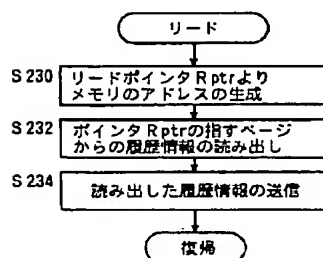 リード
S 230
リードポインタRptrより
メモリのアドレスの生成
S 232
ポインタRptrの指すページ
からの履歴情報の読み出し
S 234
読み出した履歴情報の送信
復帰